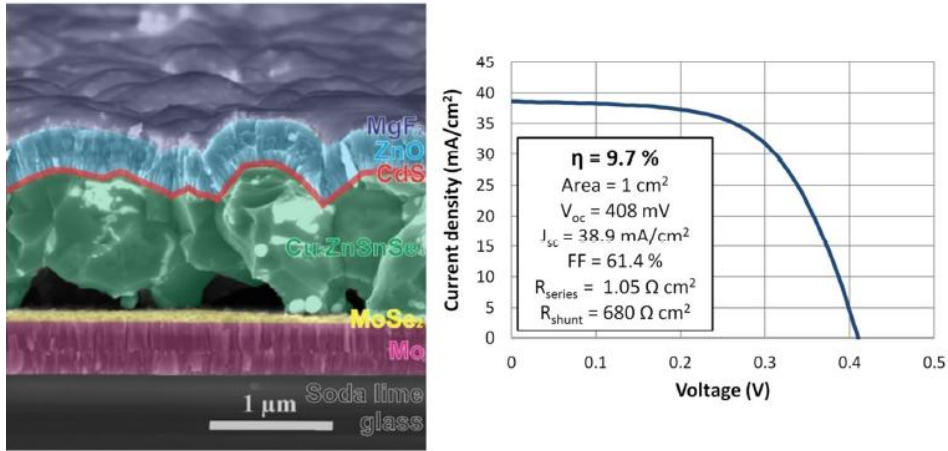 MgF₂
ZnO
CdS
Cu₂ZnSnSe₄
MoSe₂
Mo
Soda lime
glass
1 μm
Current density (mA/cm²)
45
40
35
30
25
20
15
10
5
0
η = 9.7 %
Area = 1 cm²
Voc = 408 mV
Jsc = 38.9 mA/cm²
FF = 61.4 %
Rseries = 1.05 Ω cm²
Rshunt = 680 Ω cm²
0 0.1 0.2 0.3 0.4 0.5
Voltage (V)